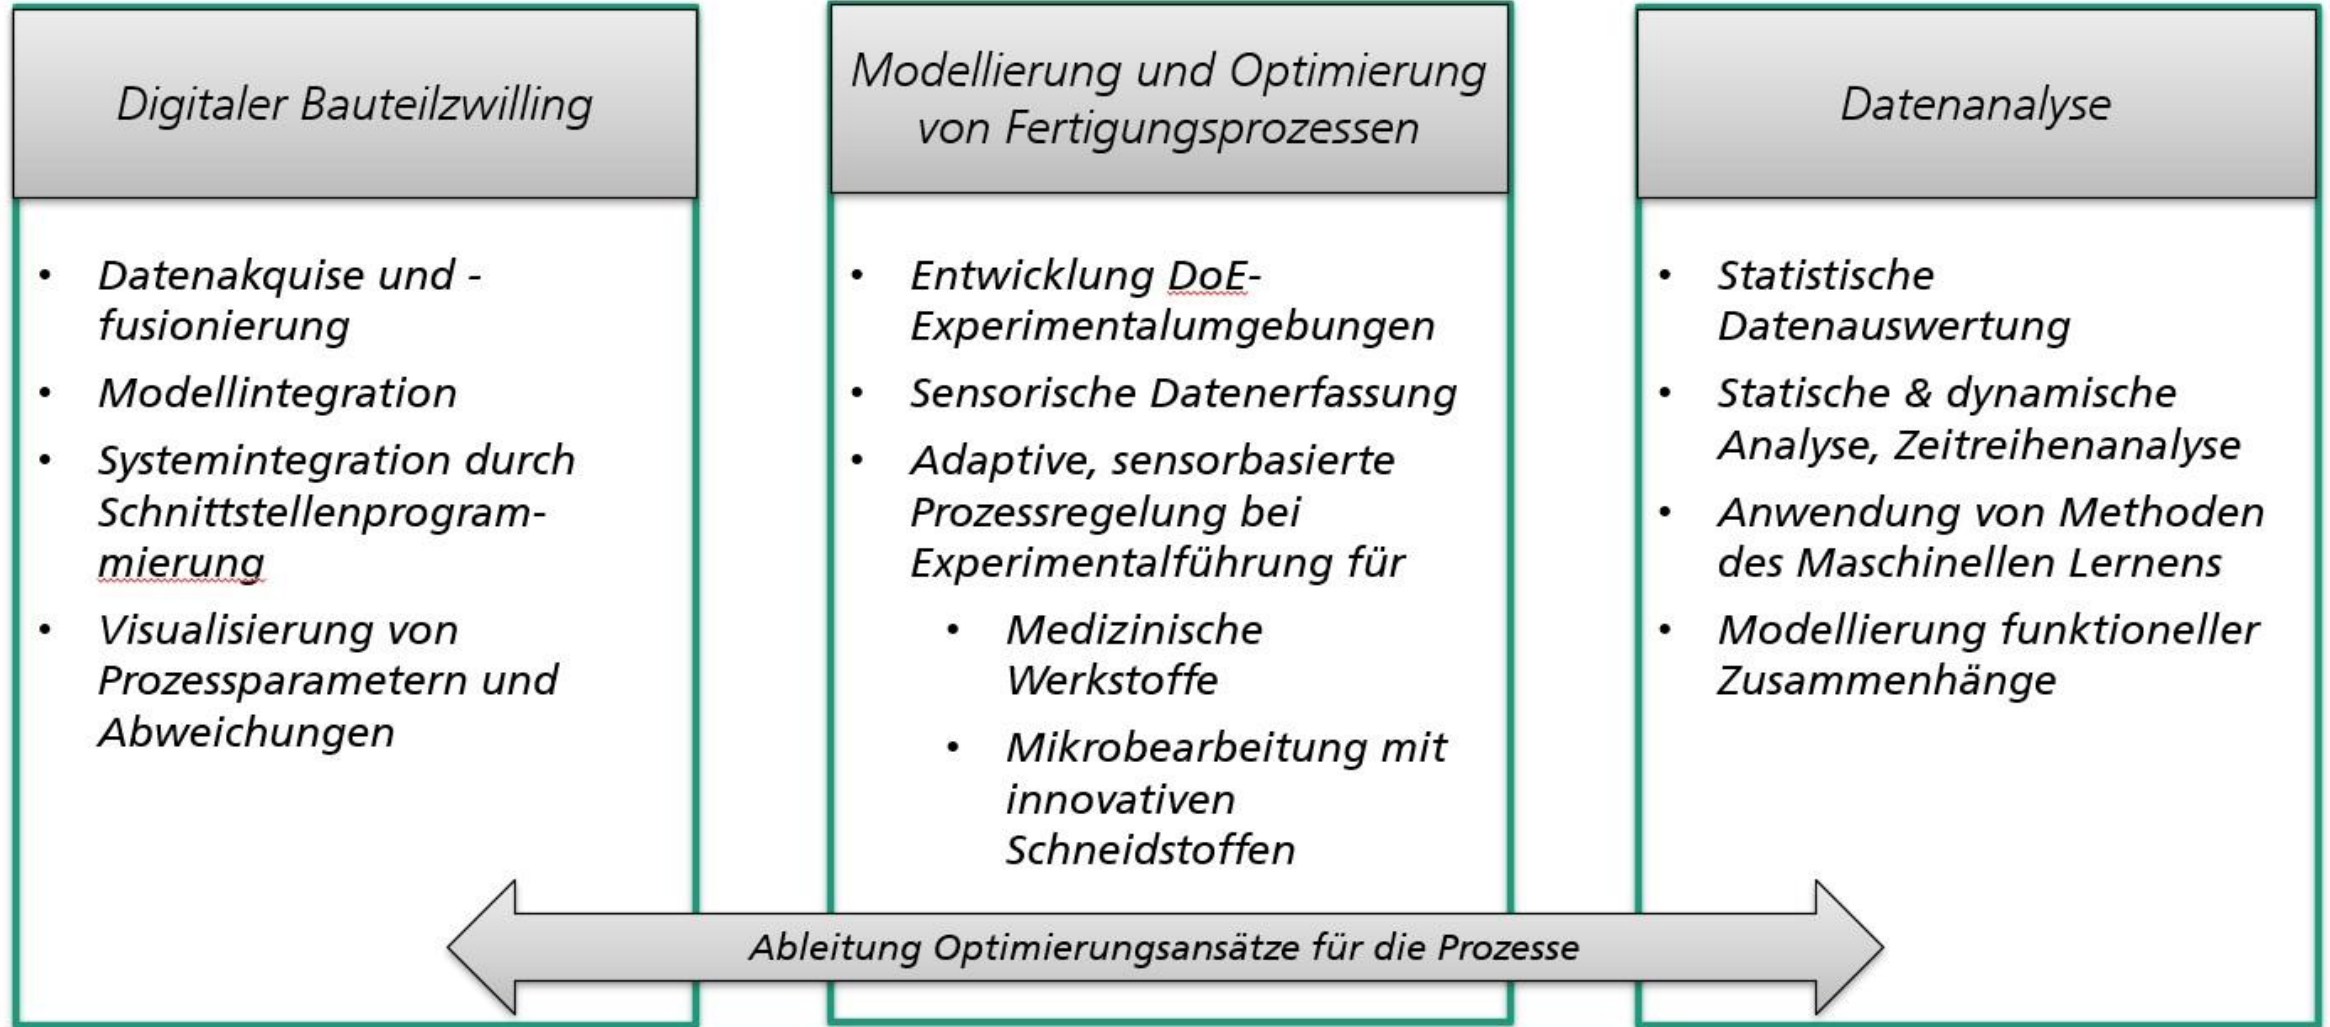 Digitaler Bauteilzwilling
• Datenakquise und -
fusionierung
• Modellintegration
• Systemintegration durch
Schnittstellenprogram-
mierung
• Visualisierung von
Prozessparametern und
Abweichungen
Modellierung und Optimierung
von Fertigungsprozessen
• Entwicklung DoE-
Experimentalumgebungen
• Sensorische Datenerfassung
• Adaptive, sensorbasierte
Prozessregelung bei
Experimentalführung für
• Medizinische
Werkstoffe
• Mikrobearbeitung mit
innovativen
Schneidstoffen
Datenanalyse
• Statistische
Datenauswertung
• Statische & dynamische
Analyse, Zeitreihenanalyse
• Anwendung von Methoden
des Maschinellen Lernens
• Modellierung funktioneller
Zusammenhänge
Ableitung Optimierungsansätze für die Prozesse